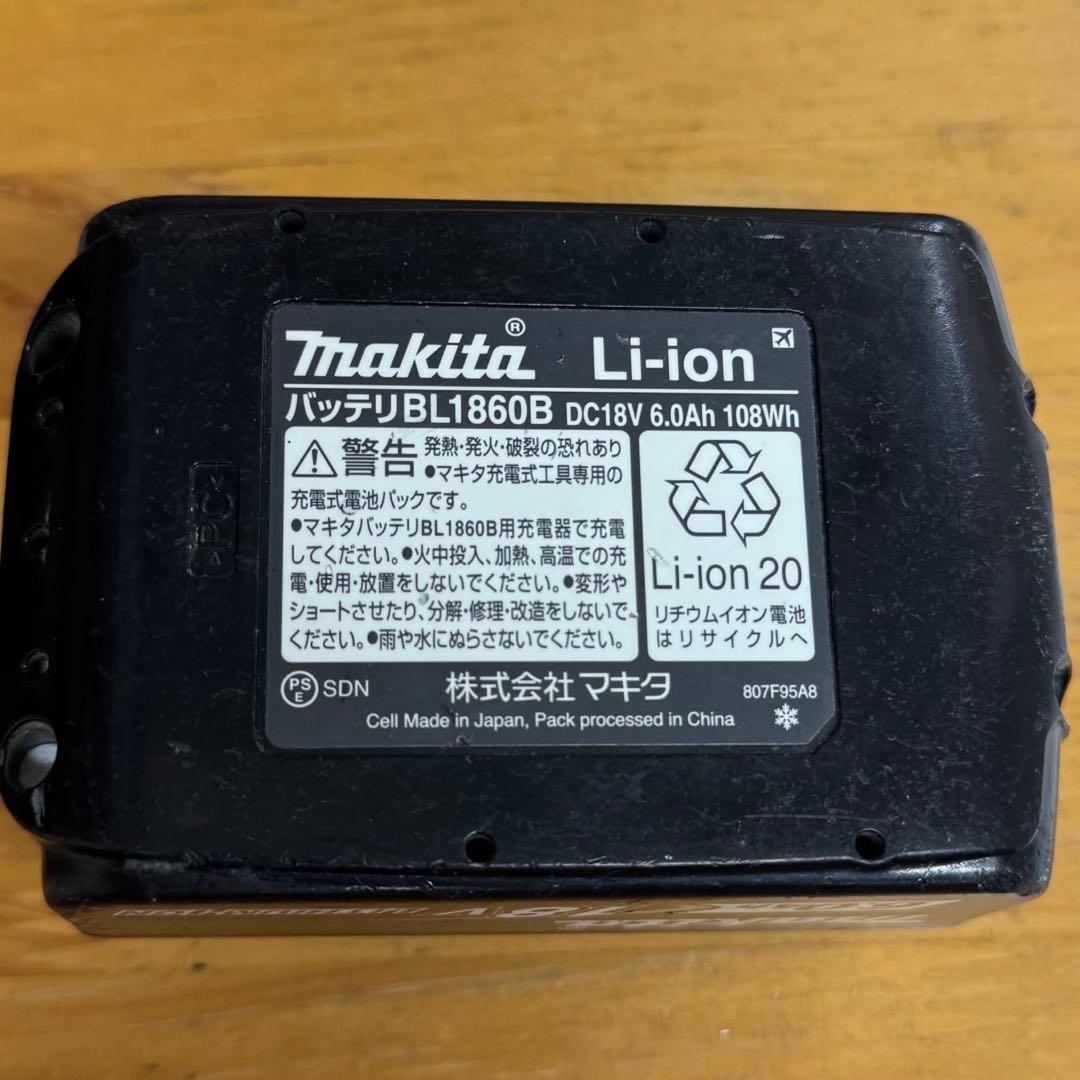 makita®
Li-ion
バッテリBL1860B DC18V 6.0Ah 108Wh
警告 発熱・発火・破裂の恐れあり
●マキタ充電式工具専用の
充電式電池パックです。
●マキタバッテリBL1860B用充電器で充電
してください。●火中投入、加熱、高温での充
電・使用・放置をしないでください。●変形や
ショートさせたり、分解・修理・改造をしないで
ください。●雨や水にぬらさないでください。
Li-ion 20
リチウムイオン電池
はリサイクルへ
PS
E
SDN
株式会社マキタ
807F95A8
Cell Made in Japan, Pack processed in China
>PC<
18V